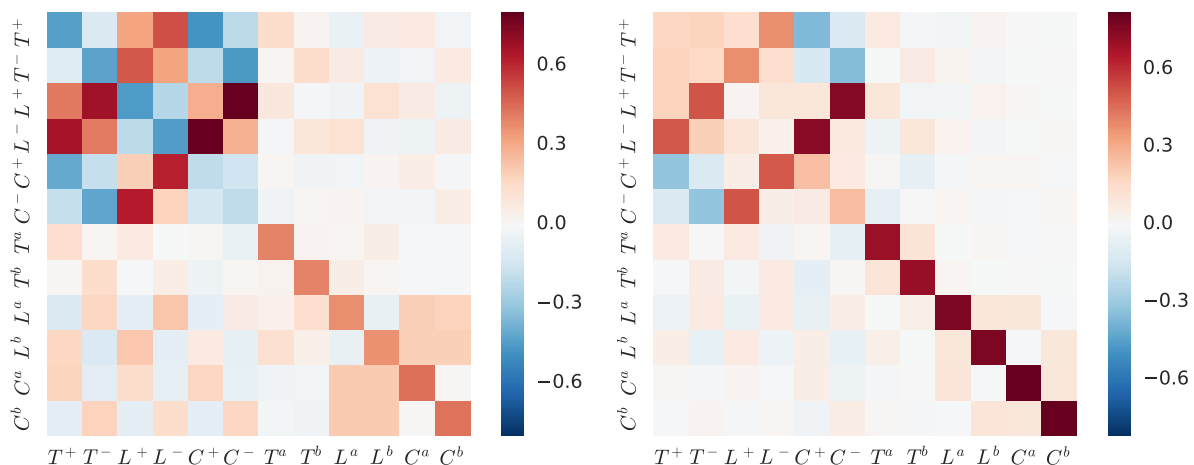 T⁺ T⁻ L⁺ L⁻ C⁺ C⁻ Tᵃ Tᵇ Lᵃ Lᵇ Cᵃ Cᵇ
T⁺ T⁻ L⁺ L⁻ C⁺ C⁻ Tᵃ Tᵇ Lᵃ Lᵇ Cᵃ Cᵇ
0.6
0.3
0.0
−0.3
−0.6
T⁺ T⁻ L⁺ L⁻ C⁺ C⁻ Tᵃ Tᵇ Lᵃ Lᵇ Cᵃ Cᵇ
T⁺ T⁻ L⁺ L⁻ C⁺ C⁻ Tᵃ Tᵇ Lᵃ Lᵇ Cᵃ Cᵇ
0.6
0.3
0.0
−0.3
−0.6